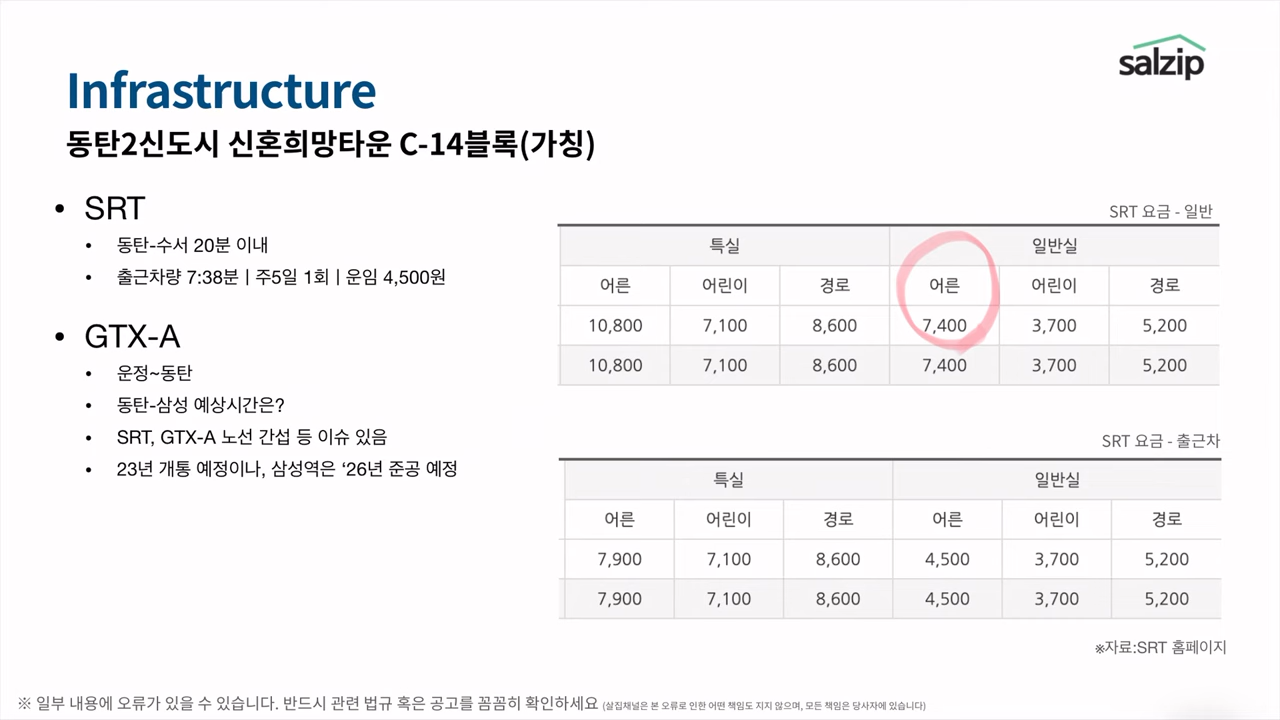 salzip
Infrastructure
동탄2신도시 신혼희망타운 C-14블록(가칭)
• SRT
• 동탄-수서 20분 이내
• 출근차량 7:38분 | 주5일 1회 | 운임 4,500원
• GTX-A
• 운정~동탄
• 동탄-삼성 예상시간은?
• SRT, GTX-A 노선 간섭 등 이슈 있음
• 23년 개통 예정이나, 삼성역은 ‘26년 준공 예정
SRT 요금 - 일반
특실 일반실
어른 어린이 경로 어른 어린이 경로
10,800 7,100 8,600 7,400 3,700 5,200
10,800 7,100 8,600 7,400 3,700 5,200
SRT 요금 - 출근차
특실 일반실
어른 어린이 경로 어른 어린이 경로
7,900 7,100 8,600 4,500 3,700 5,200
7,900 7,100 8,600 4,500 3,700 5,200
※자료:SRT 홈페이지
※ 일부 내용에 오류가 있을 수 있습니다. 반드시 관련 법규 혹은 공고를 꼼꼼히 확인하세요 (살집채널은 본 오류로 인한 어떤 책임도 지지 않으며, 모든 책임은 당사자에 있습니다)